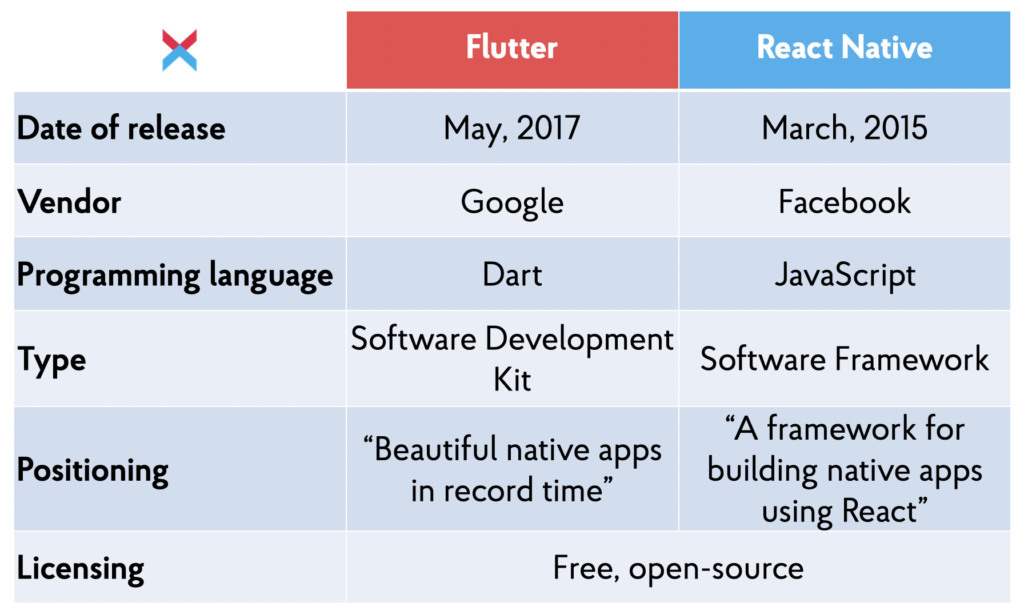 Flutter React Native
Date of release May, 2017 March, 2015
Vendor Google Facebook
Programming language Dart JavaScript
Type Software Development Kit Software Framework
Positioning “Beautiful native apps in record time” “A framework for building native apps using React”
Licensing Free, open-source